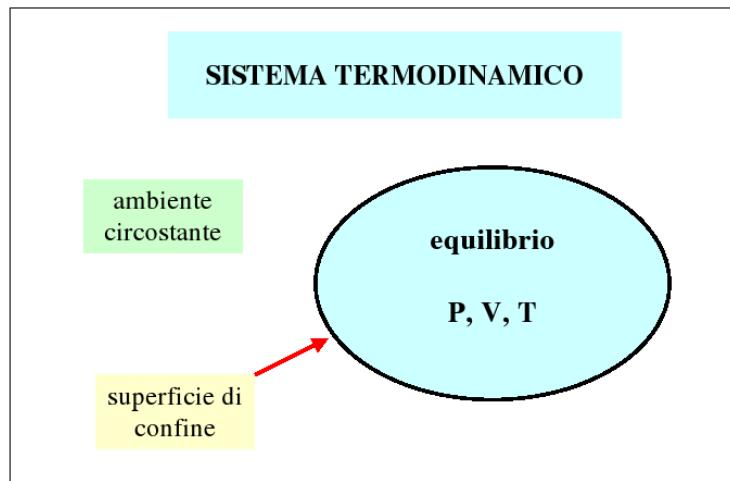 SISTEMA TERMODINAMICO
ambiente
circostante
equilibrio
P, V, T
superficie di
confine